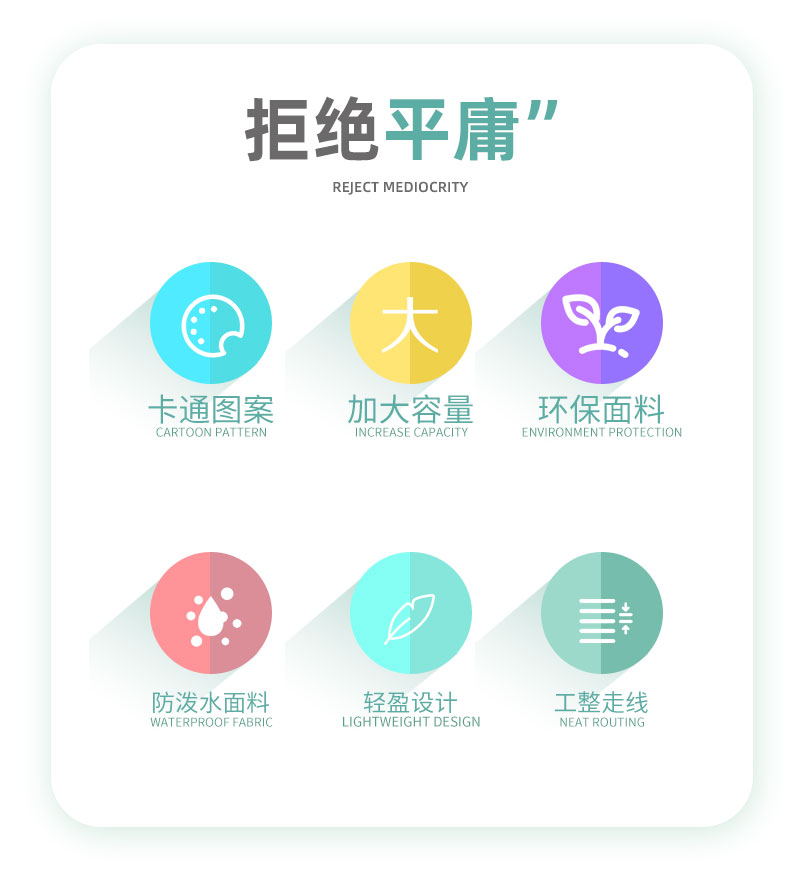 拒绝平庸”
REJECT MEDIOCRITY
大
卡通图案
CARTOON PATTERN
加大容量
INCREASE CAPACITY
环保面料
ENVIRONMENT PROTECTION
防泼水面料
WATERPROOF FABRIC
轻盈设计
LIGHTWEIGHT DESIGN
工整走线
NEAT ROUTING